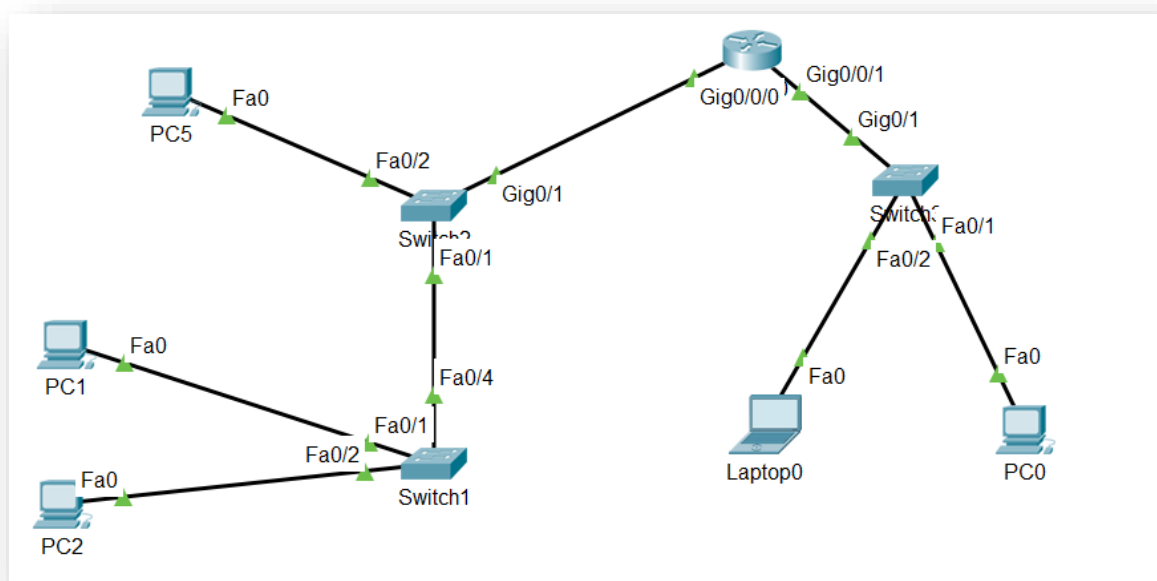 Gig0/0/1
Gig0/0/0
Fa0
PC5
Gig0/1
Fa0/2
Gig0/1
Switch2
Fa0/1
Fa0/1
Fa0/2
Fa0
PC1
Fa0/4
Fa0
Fa0
Fa0/1
Fa0/2
Laptop0
PC0
Fa0
Switch1
PC2